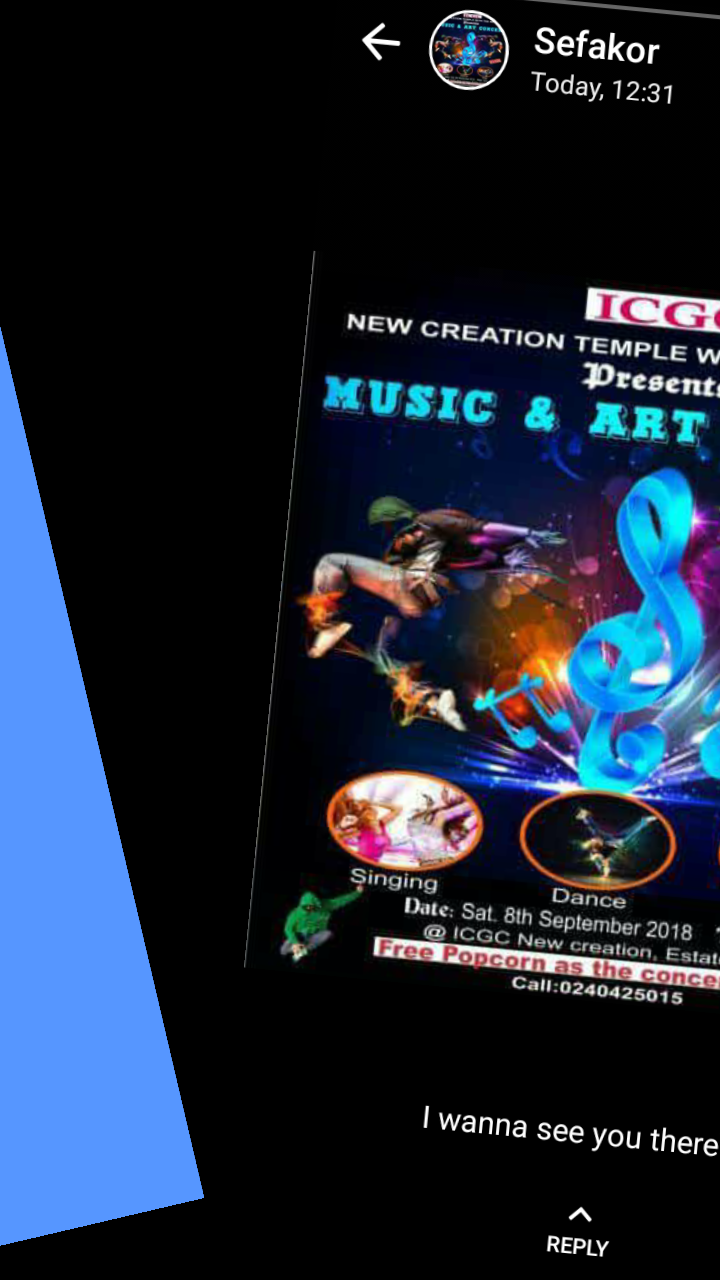 Sefakor
Today, 12:31
ICGC
NEW CREATION TEMPLE
Presents
MUSIC & ART
Singing
Dance
Date: Sat. 8th September 2018
@ ICGC New creation,
Free Popcorn as the
Call:0240425015
I wanna see you there
REPLY